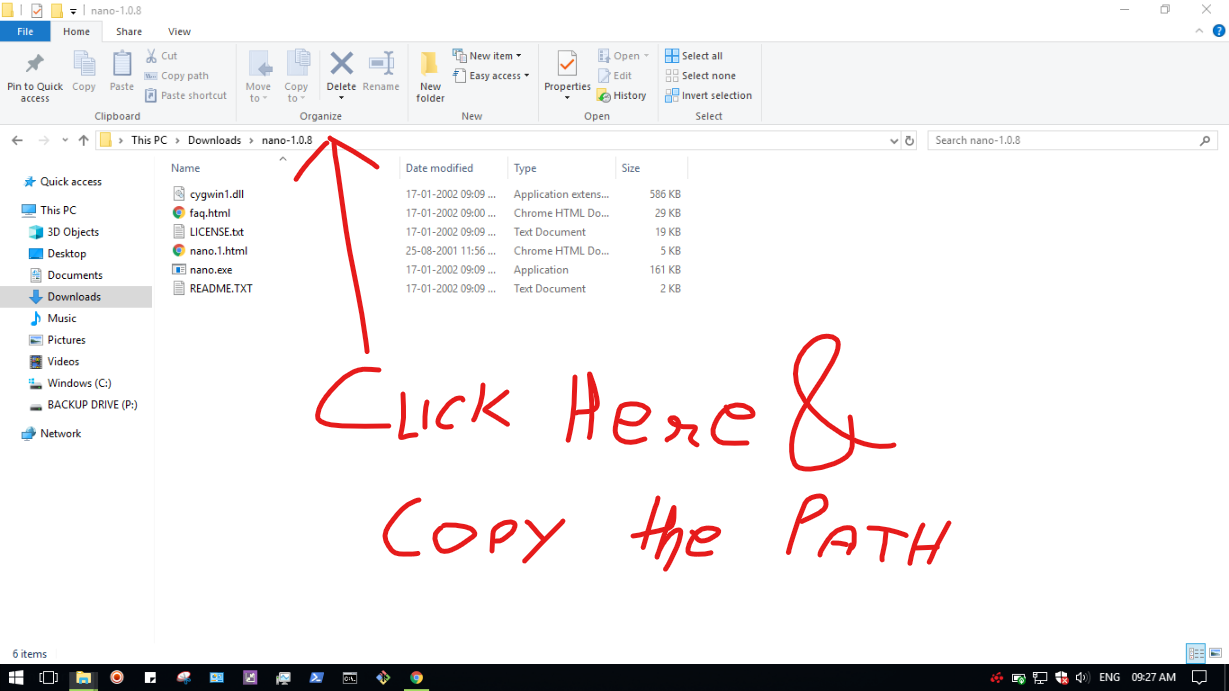 nano-1.0.8
File Home Share View
Pin to Quick access
Copy
Paste
Cut
Copy path
Paste shortcut
Clipboard
Move to
Copy to
Delete
Rename
Organize
New folder
New item
Easy access
New
Properties
Open
Edit
History
Open
Select all
Select none
Invert selection
Select
This PC Downloads nano-1.0.8
Search nano-1.0.8
Quick access
This PC
3D Objects
Desktop
Documents
Downloads
Music
Pictures
Videos
Windows (C:)
BACKUP DRIVE (P:)
Network
Name Date modified Type Size
cygwin1.dll 17-01-2002 09:09 ... Application extens... 586 KB
faq.html 17-01-2002 09:00 ... Chrome HTML Do... 29 KB
LICENSE.txt 17-01-2002 09:09 ... Text Document 19 KB
nano.1.html 25-08-2001 11:56 ... Chrome HTML Do... 5 KB
nano.exe 17-01-2002 09:09 ... Application 161 KB
README.TXT 17-01-2002 09:09 ... Text Document 2 KB
CLICK Here &
COPY the PATH
6 items
ENG 09:27 AM